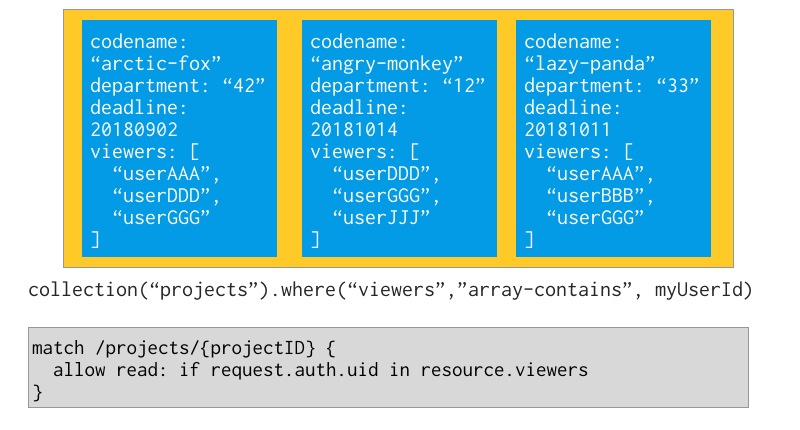 codename:
“arctic-fox”
department: “42”
deadline:
20180902
viewers: [
  “userAAA”,
  “userDDD”,
  “userGGG”
]
codename:
“angry-monkey”
department: “12”
deadline:
20181014
viewers: [
  “userDDD”,
  “userGGG”,
  “userJJJ”
]
codename:
“lazy-panda”
department: “33”
deadline:
20181011
viewers: [
  “userAAA”,
  “userBBB”,
  “userGGG”
]
collection(“projects”).where(“viewers”,”array-contains”, myUserId)
match /projects/{projectID} {
  allow read: if request.auth.uid in resource.viewers
}